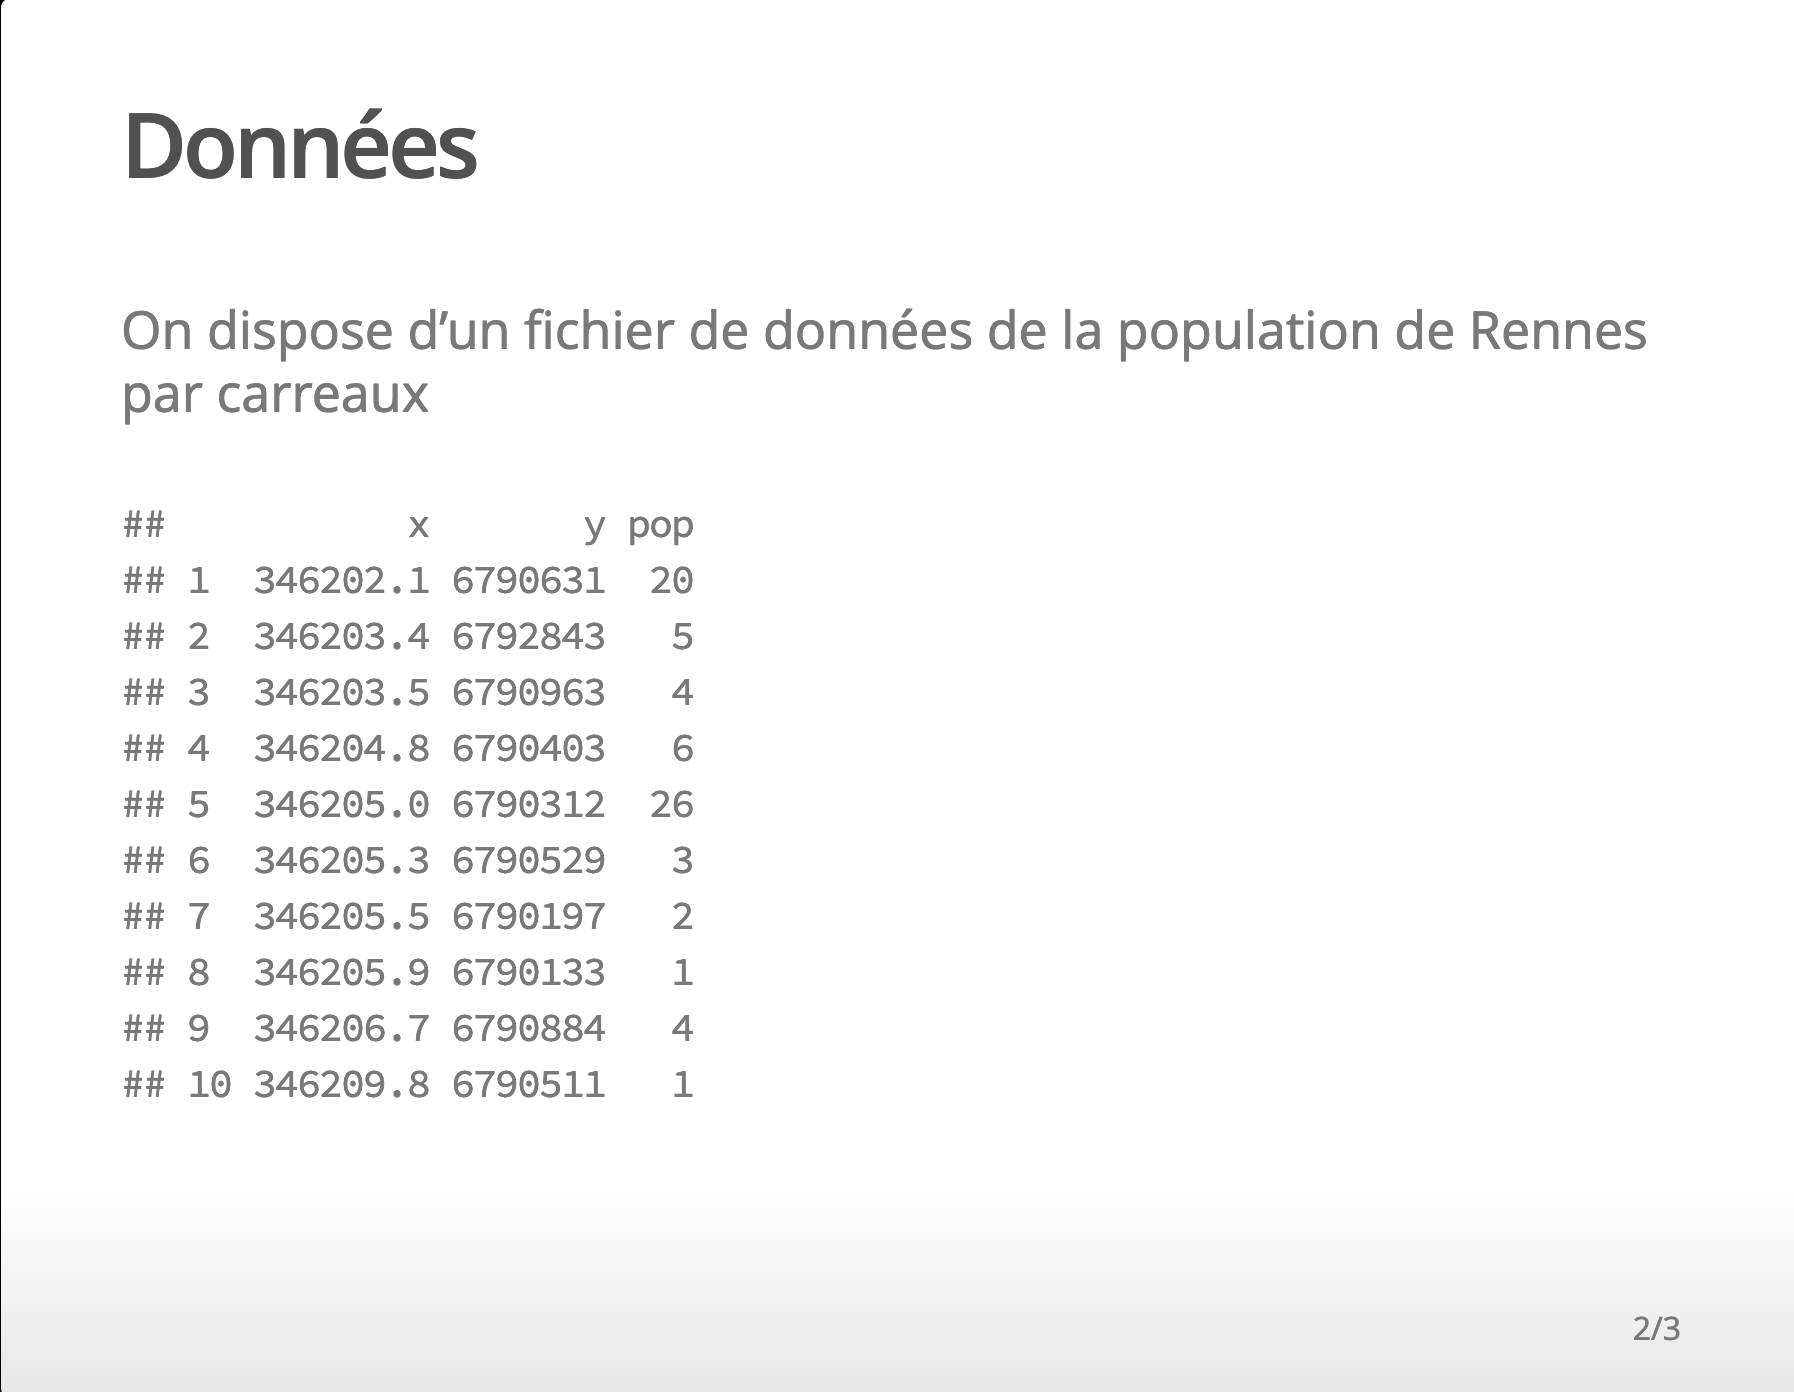 Données
On dispose d’un fichier de données de la population de Rennes
par carreaux
##           x       y pop
## 1  346202.1 6790631  20
## 2  346203.4 6792843   5
## 3  346203.5 6790963   4
## 4  346204.8 6790403   6
## 5  346205.0 6790312  26
## 6  346205.3 6790529   3
## 7  346205.5 6790197   2
## 8  346205.9 6790133   1
## 9  346206.7 6790884   4
## 10 346209.8 6790511   1
2/3